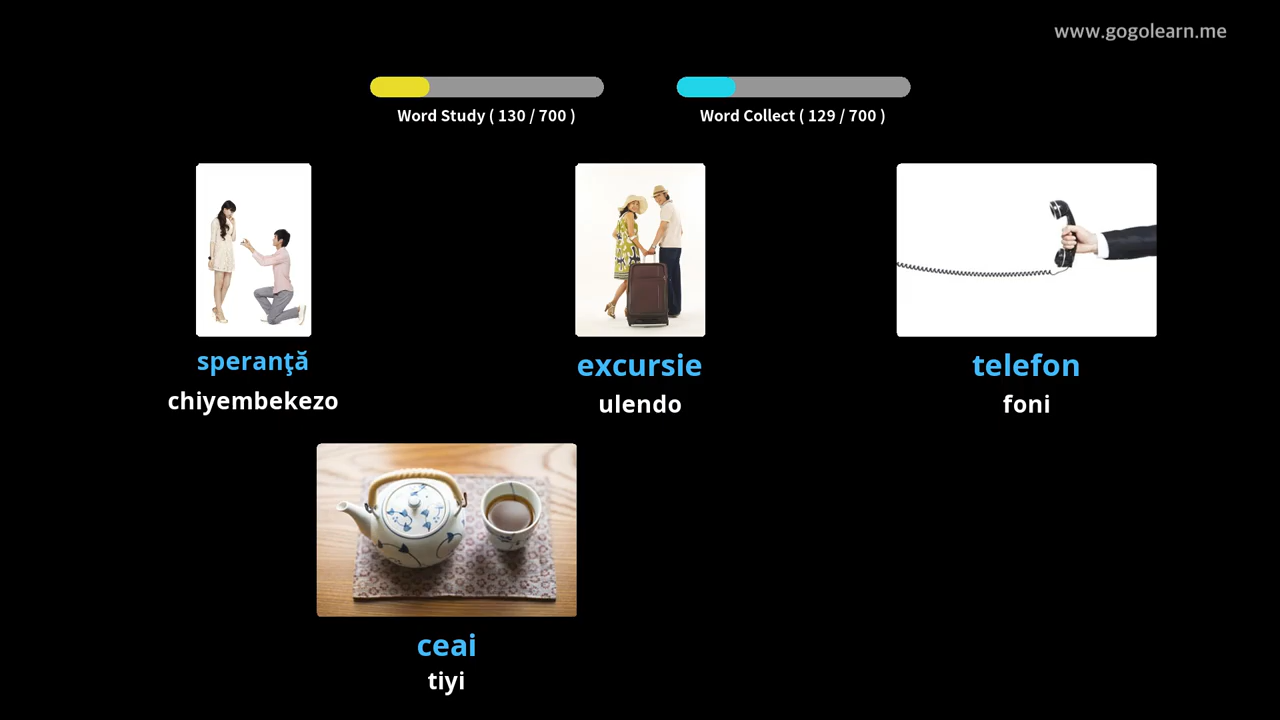 www.gogolearn.me
Word Study ( 130 / 700 )
Word Collect ( 129 / 700 )
speranţă
chiyembekezo
excursie
ulendo
telefon
foni
ceai
tiyi